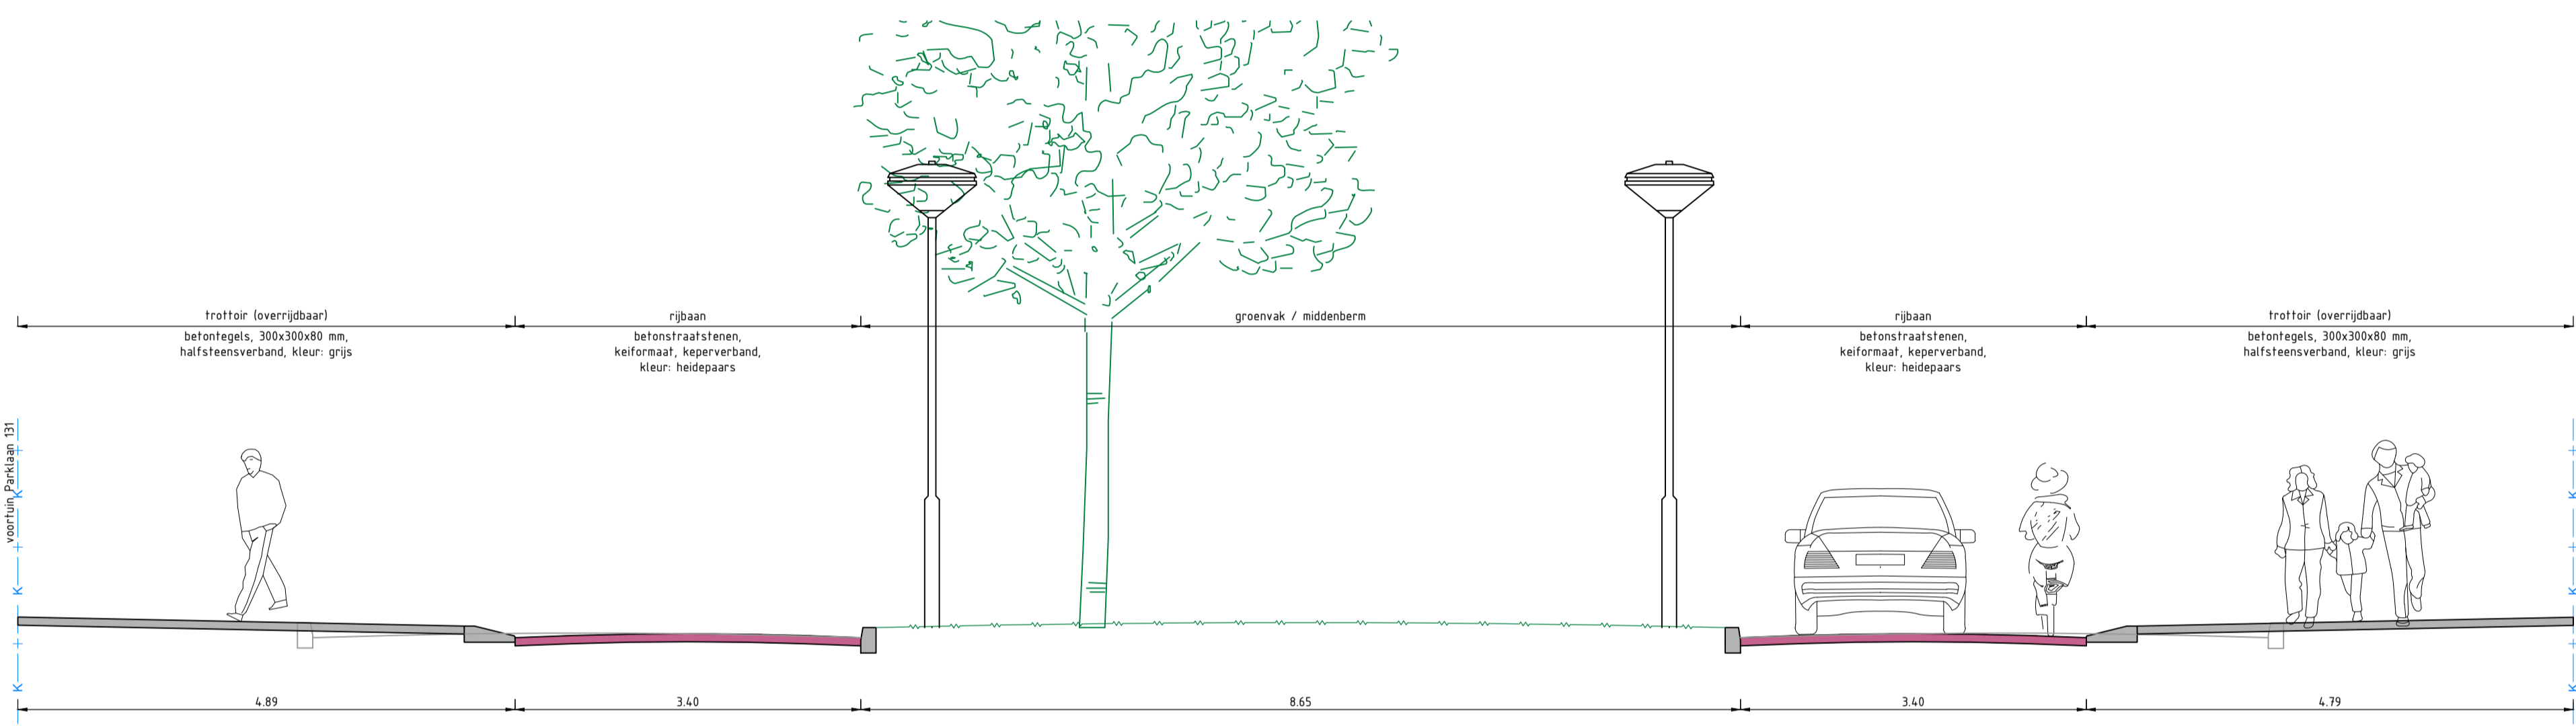 trottoir (overrijdbaar)
betontegels, 300x300x80 mm,
halfsteensverband, kleur: grijs
rijbaan
betonstraatstenen,
keiformaat, keperverband,
kleur: heidepaars
groenvak / middenberm
rijbaan
betonstraatstenen,
keiformaat, keperverband,
kleur: heidepaars
trottoir (overrijdbaar)
betontegels, 300x300x80 mm,
halfsteensverband, kleur: grijs
voortuin Parklaan 131
K
K
K
K
K
K
4.89
3.40
8.65
3.40
4.79